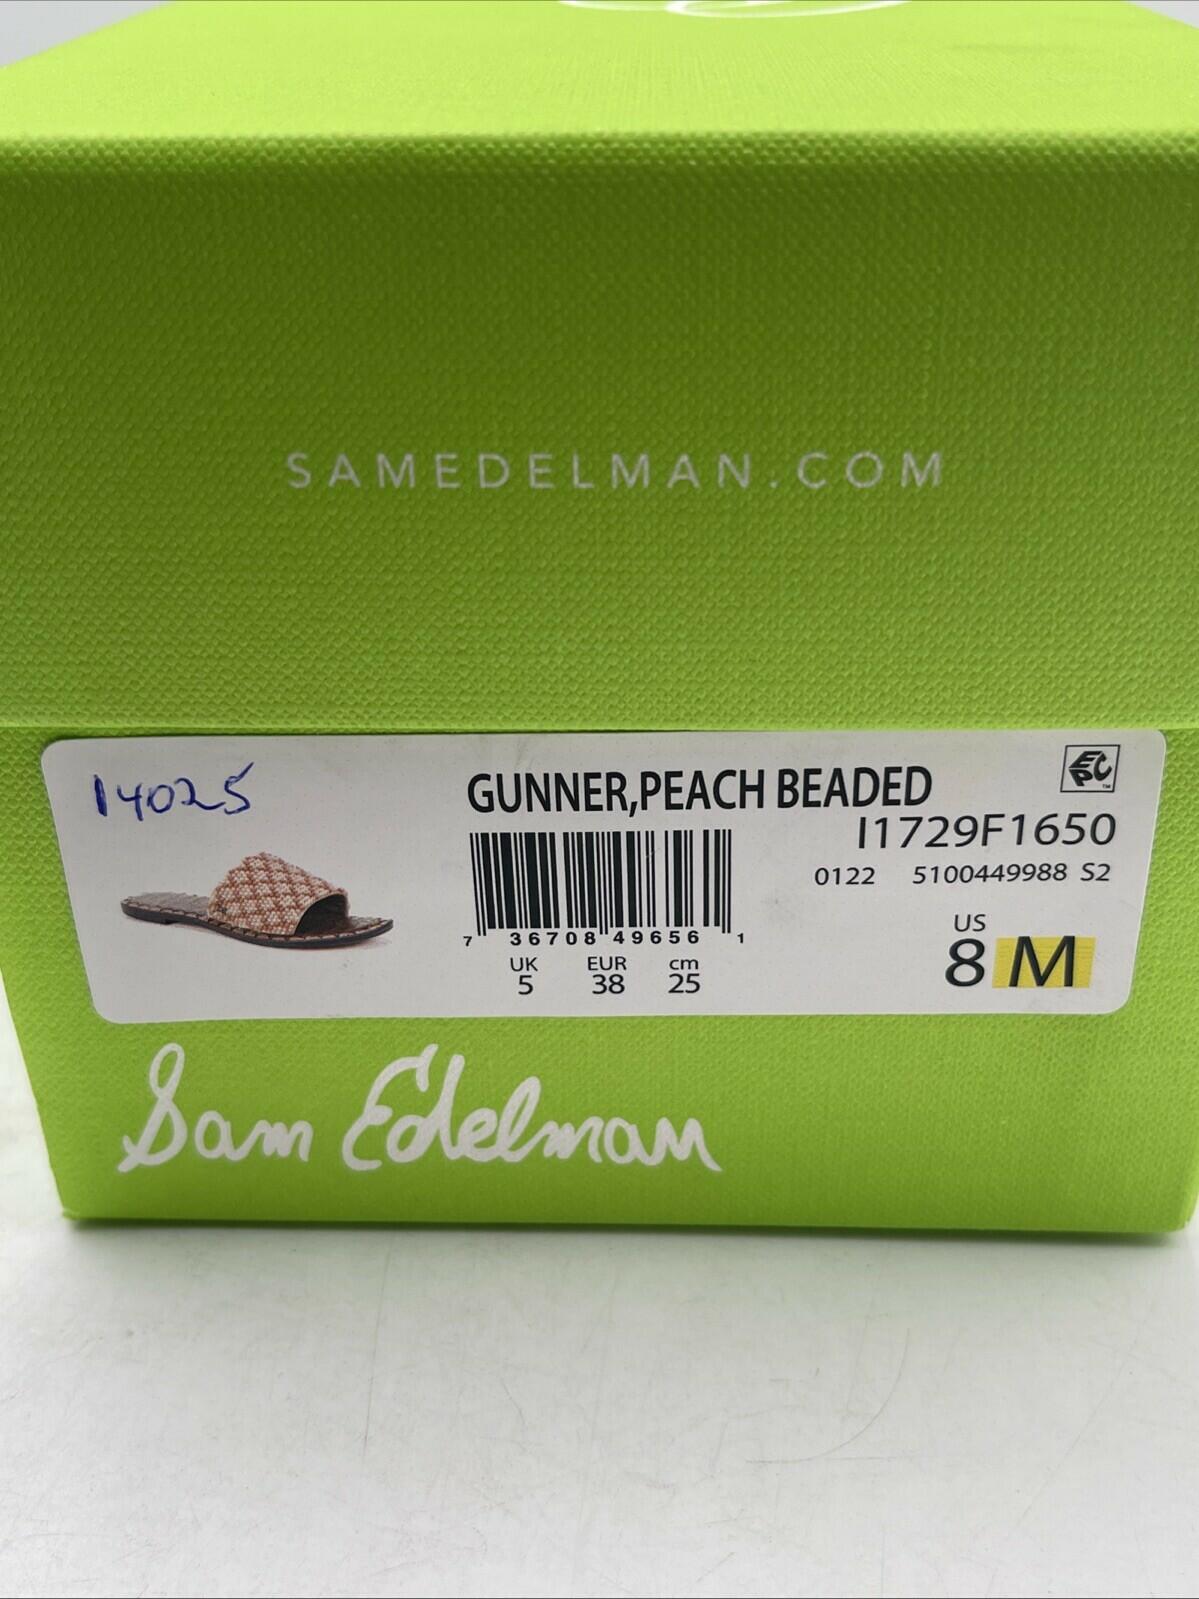 SAMEDELMAN.COM
14025
GUNNER,PEACH BEADED
EPC™
I1729F1650
0122 5100449988 S2
7 36708 49656 1
UK EUR cm
5 38 25
US
8 M
Sam Edelman